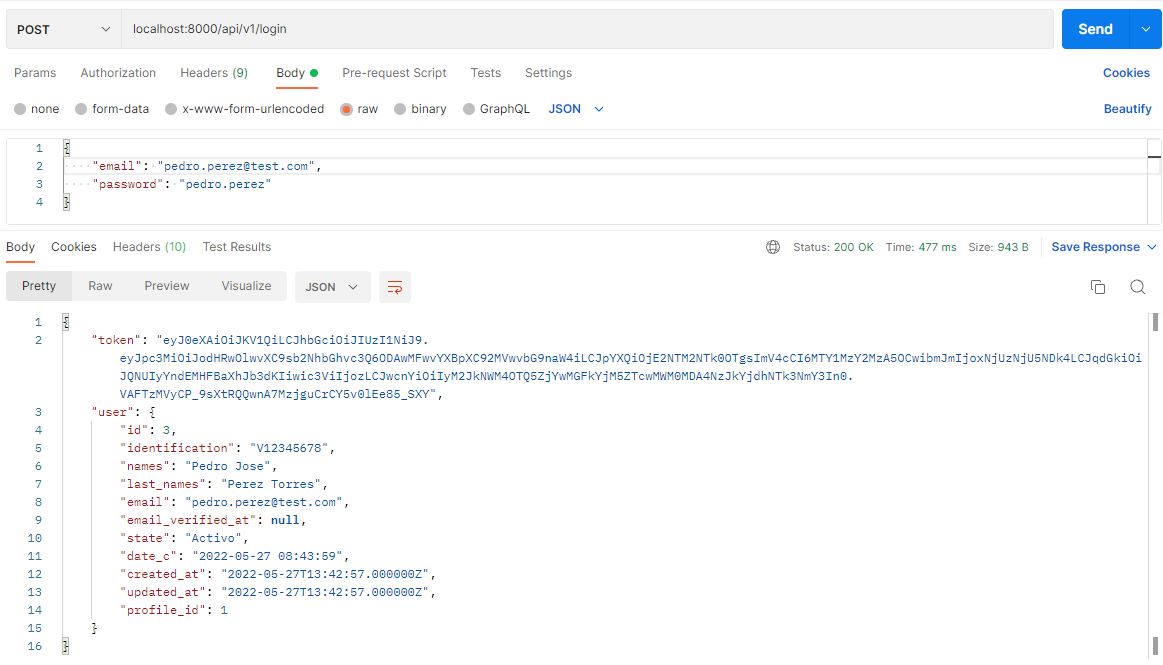 POST
localhost:8000/api/v1/login
Send
Params Authorization Headers (9) Body Pre-request Script Tests Settings Cookies
none form-data x-www-form-urlencoded raw binary GraphQL JSON Beautify
1 {
2 "email": "pedro.perez@test.com",
3 "password": "pedro.perez"
4 }
Body Cookies Headers (10) Test Results Status: 200 OK Time: 477 ms Size: 943 B Save Response
Pretty Raw Preview Visualize JSON
1 {
2 "token": "eyJ0eXAiOiJKV1QiLCJhbGciOiJIUzI1NiJ9.
eyJpc3MiOiJodHRwOlwvXC9sb2NhbGhvc3Q6ODAwMFwvYXBpXC92MVwvbG9naW4iLCJpYXQiOjE2NTM2NTk0OTgsImV4cCI6MTY1MzY2MzA5OCwibmJmIjoxNjUzNjU5NDk4LCJqdGkiOi
JQNUIyYndEMHFBaXhJb3dKIiwic3ViIjozLCJwcnYiOiIyM2JkNWM4OTQ5ZjYwMGFkYjM5ZTcwMWM0MDA4NzJkYjdhNTk3NmY3In0.
VAFTzMVyCP_9sXtRQQwnA7MzjguCrCY5v0lEe85_SXY",
3 "user": {
4 "id": 3,
5 "identification": "V12345678",
6 "names": "Pedro Jose",
7 "last_names": "Perez Torres",
8 "email": "pedro.perez@test.com",
9 "email_verified_at": null,
10 "state": "Activo",
11 "date_c": "2022-05-27 08:43:59",
12 "created_at": "2022-05-27T13:42:57.000000Z",
13 "updated_at": "2022-05-27T13:42:57.000000Z",
14 "profile_id": 1
15 }
16 }